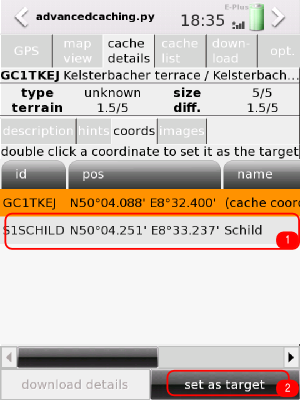 advancedcaching.py
18:35
E-Plus
GPS map view cache details cache list down-load opt.
GC1TKEJ Kelsterbacher terrace / Kelsterbach...
type unknown size 5/5
terrain 1.5/5 diff. 1.5/5
description hints coords images
double click a coordinate to set it as the target
id pos name
GC1TKEJ N50°04.088' E8°32.400' (cache coord
S1SCHILD N50°04.251' E8°33.237' Schild
1
download details set as target 2